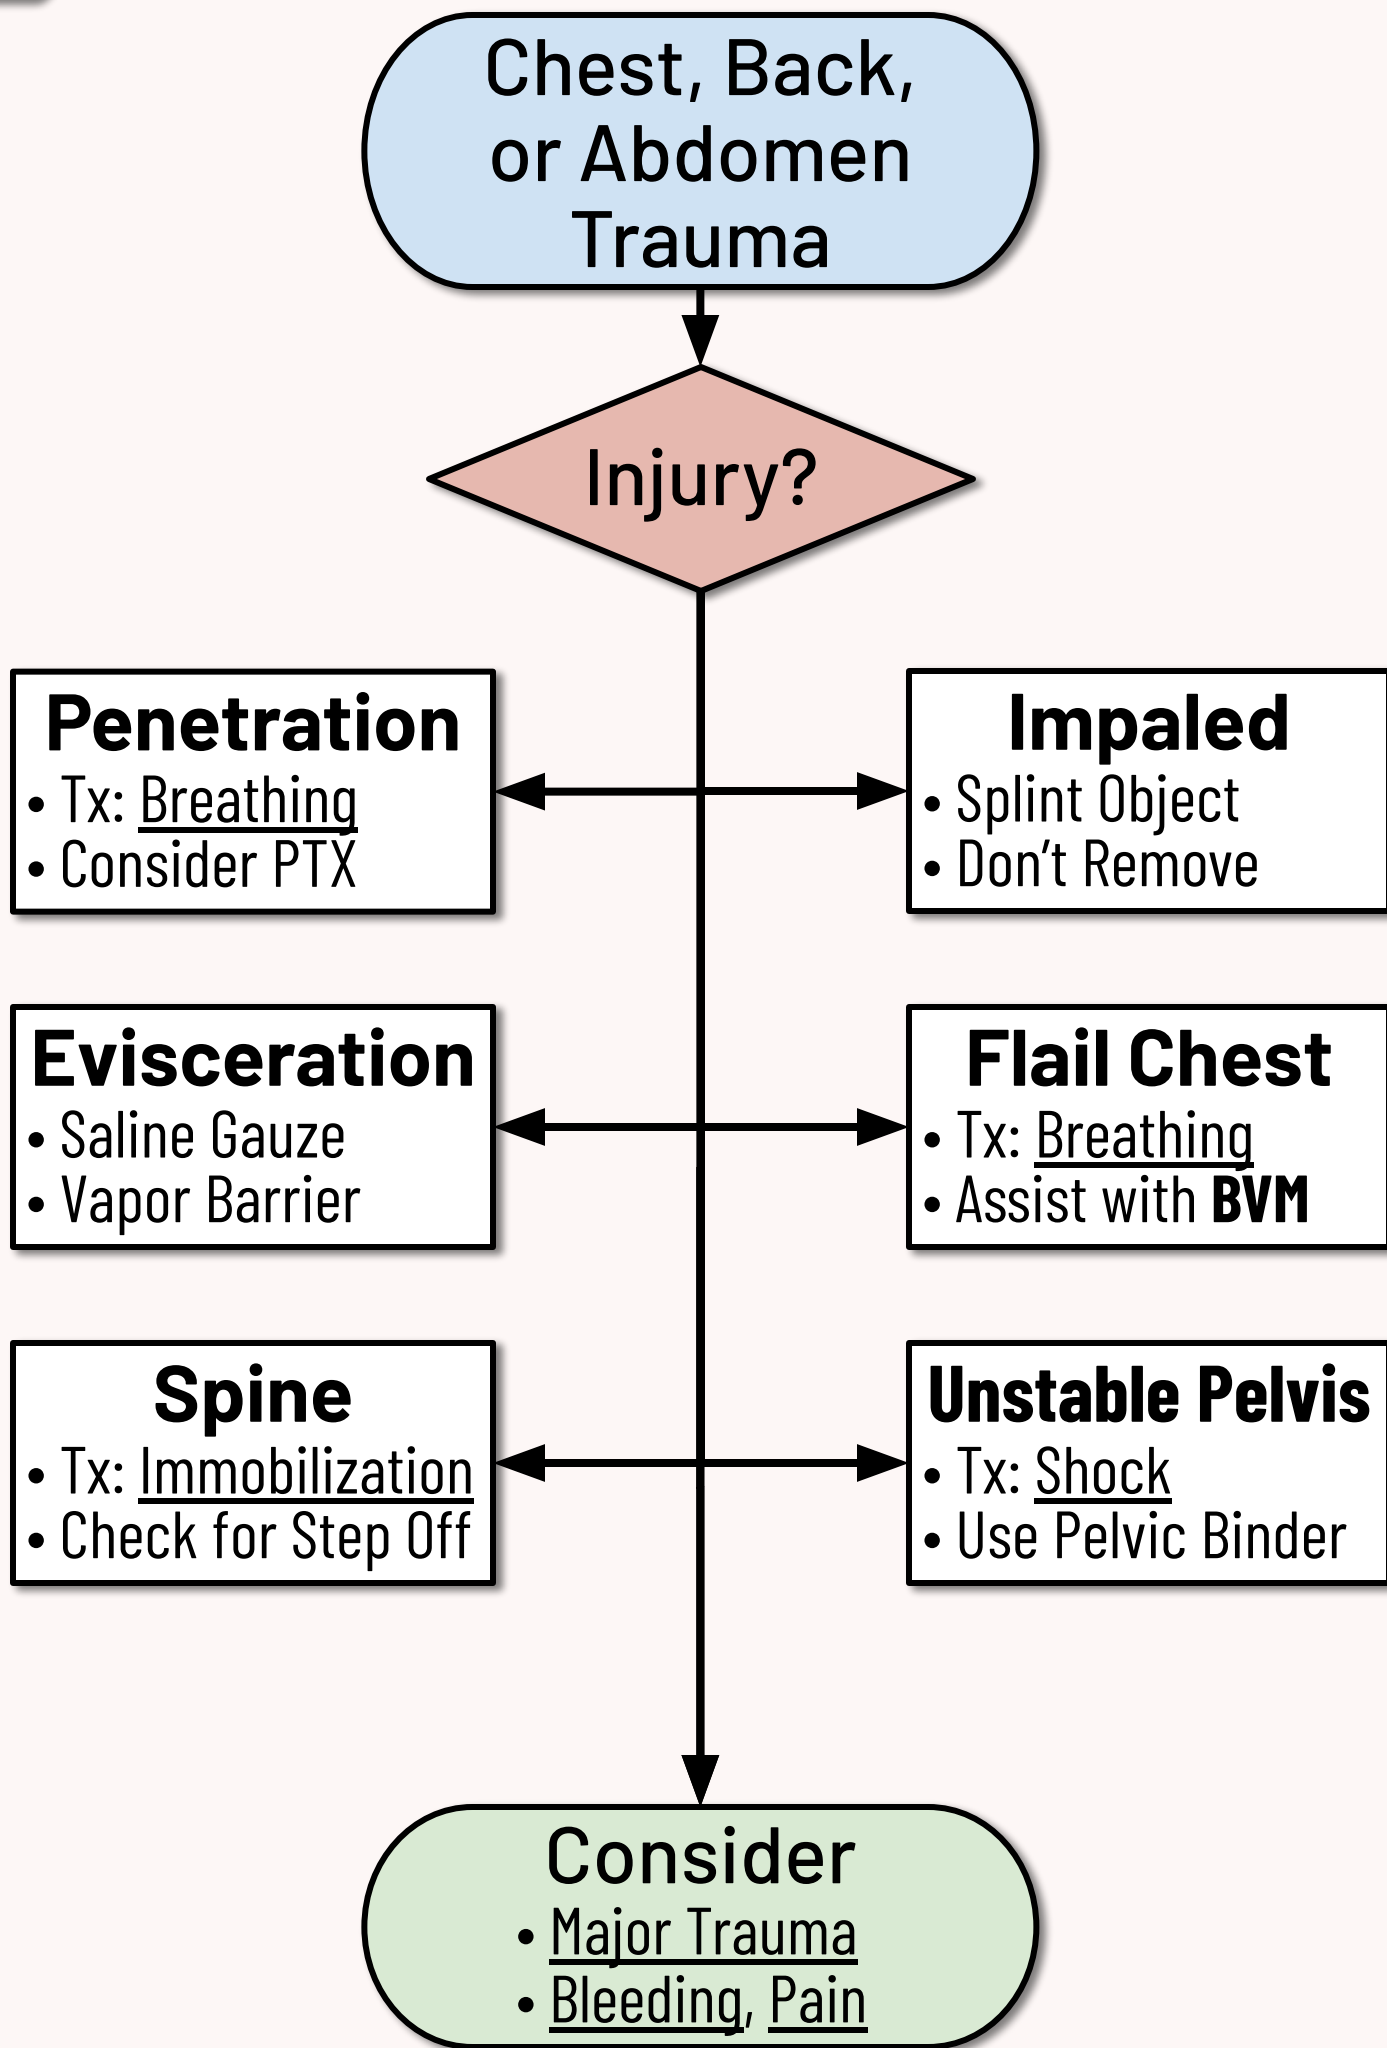 Chest, Back,
or Abdomen
Trauma
Injury?
Penetration
• Tx: Breathing
• Consider PTX
Impaled
• Splint Object
• Don't Remove
Evisceration
• Saline Gauze
• Vapor Barrier
Flail Chest
• Tx: Breathing
• Assist with BVM
Spine
• Tx: Immobilization
• Check for Step Off
Unstable Pelvis
• Tx: Shock
• Use Pelvic Binder
Consider
• Major Trauma
• Bleeding, Pain